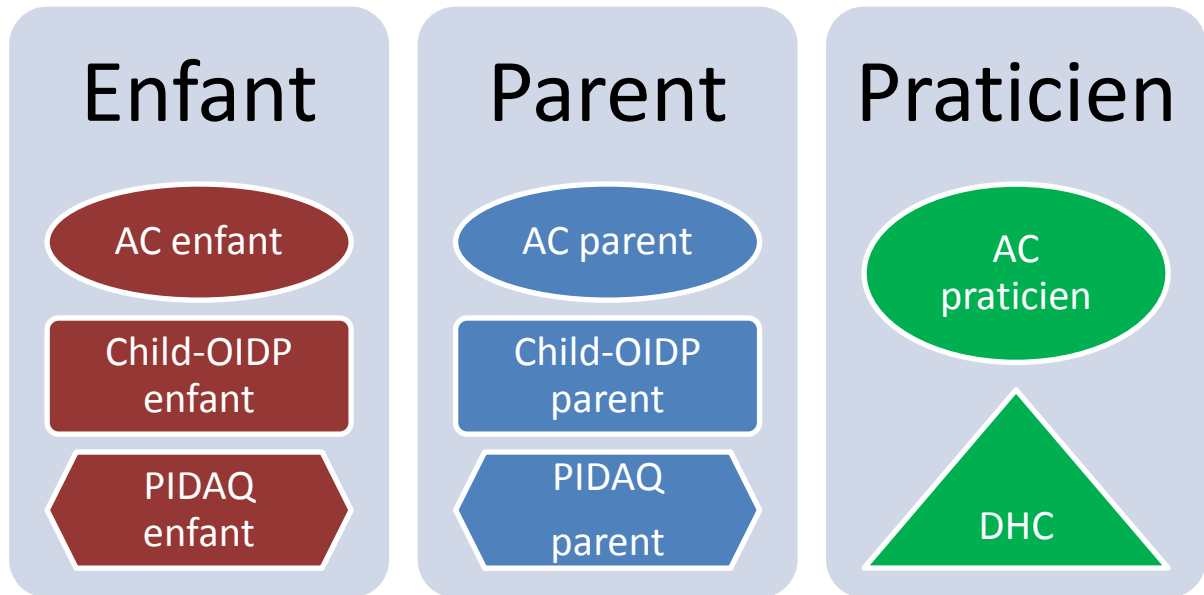 Enfant
AC enfant
Child-OIDP
enfant
PIDAQ
enfant
Parent
AC parent
Child-OIDP
parent
PIDAQ
parent
Praticien
AC
praticien
DHC